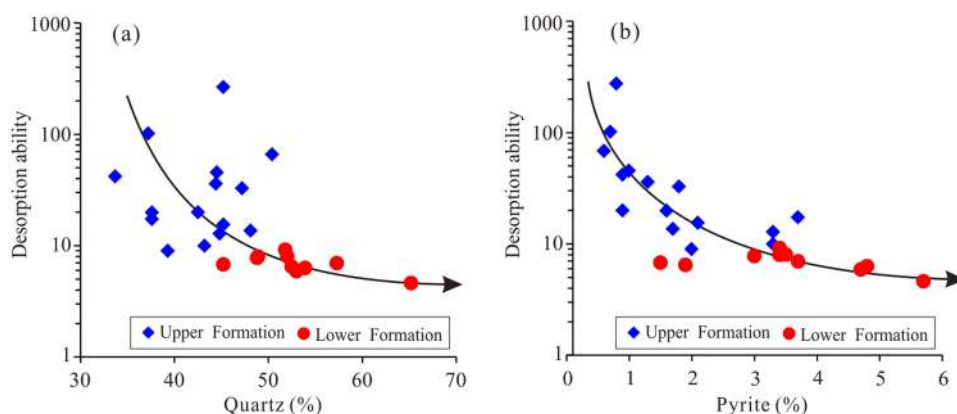 (a)
1000
100
10
1
Desorption ability
30 40 50 60 70
Quartz (%)
Upper Formation Lower Formation
(b)
1000
100
10
1
Desorption ability
0 1 2 3 4 5 6
Pyrite (%)
Upper Formation Lower Formation